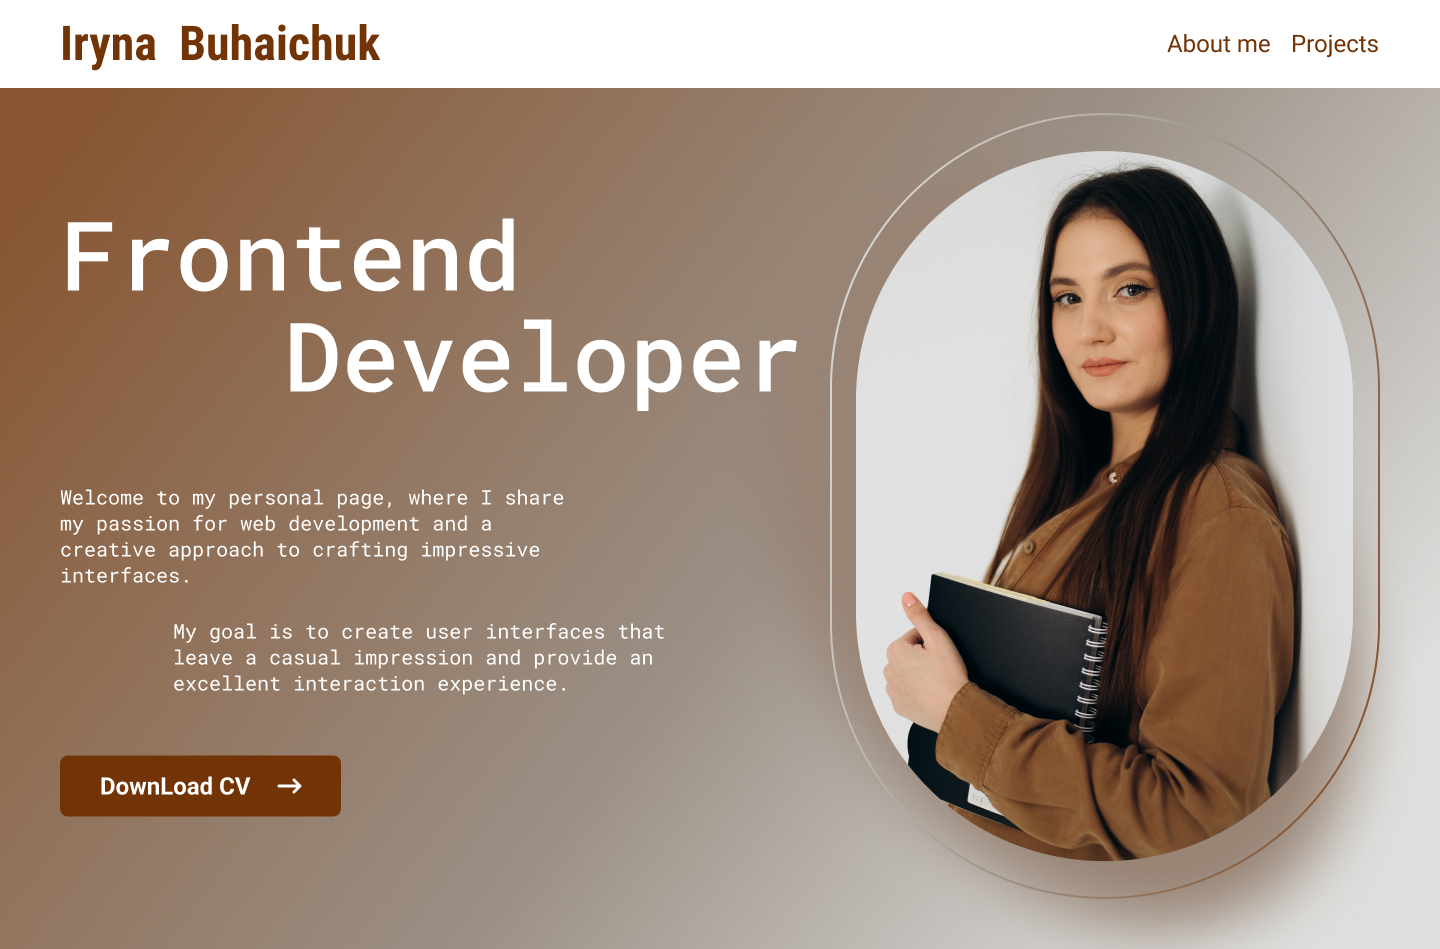 Iryna Buhaichuk
About me Projects
Frontend
Developer
Welcome to my personal page, where I share
my passion for web development and a
creative approach to crafting impressive
interfaces.
My goal is to create user interfaces that
leave a casual impression and provide an
excellent interaction experience.
DownLoad CV →